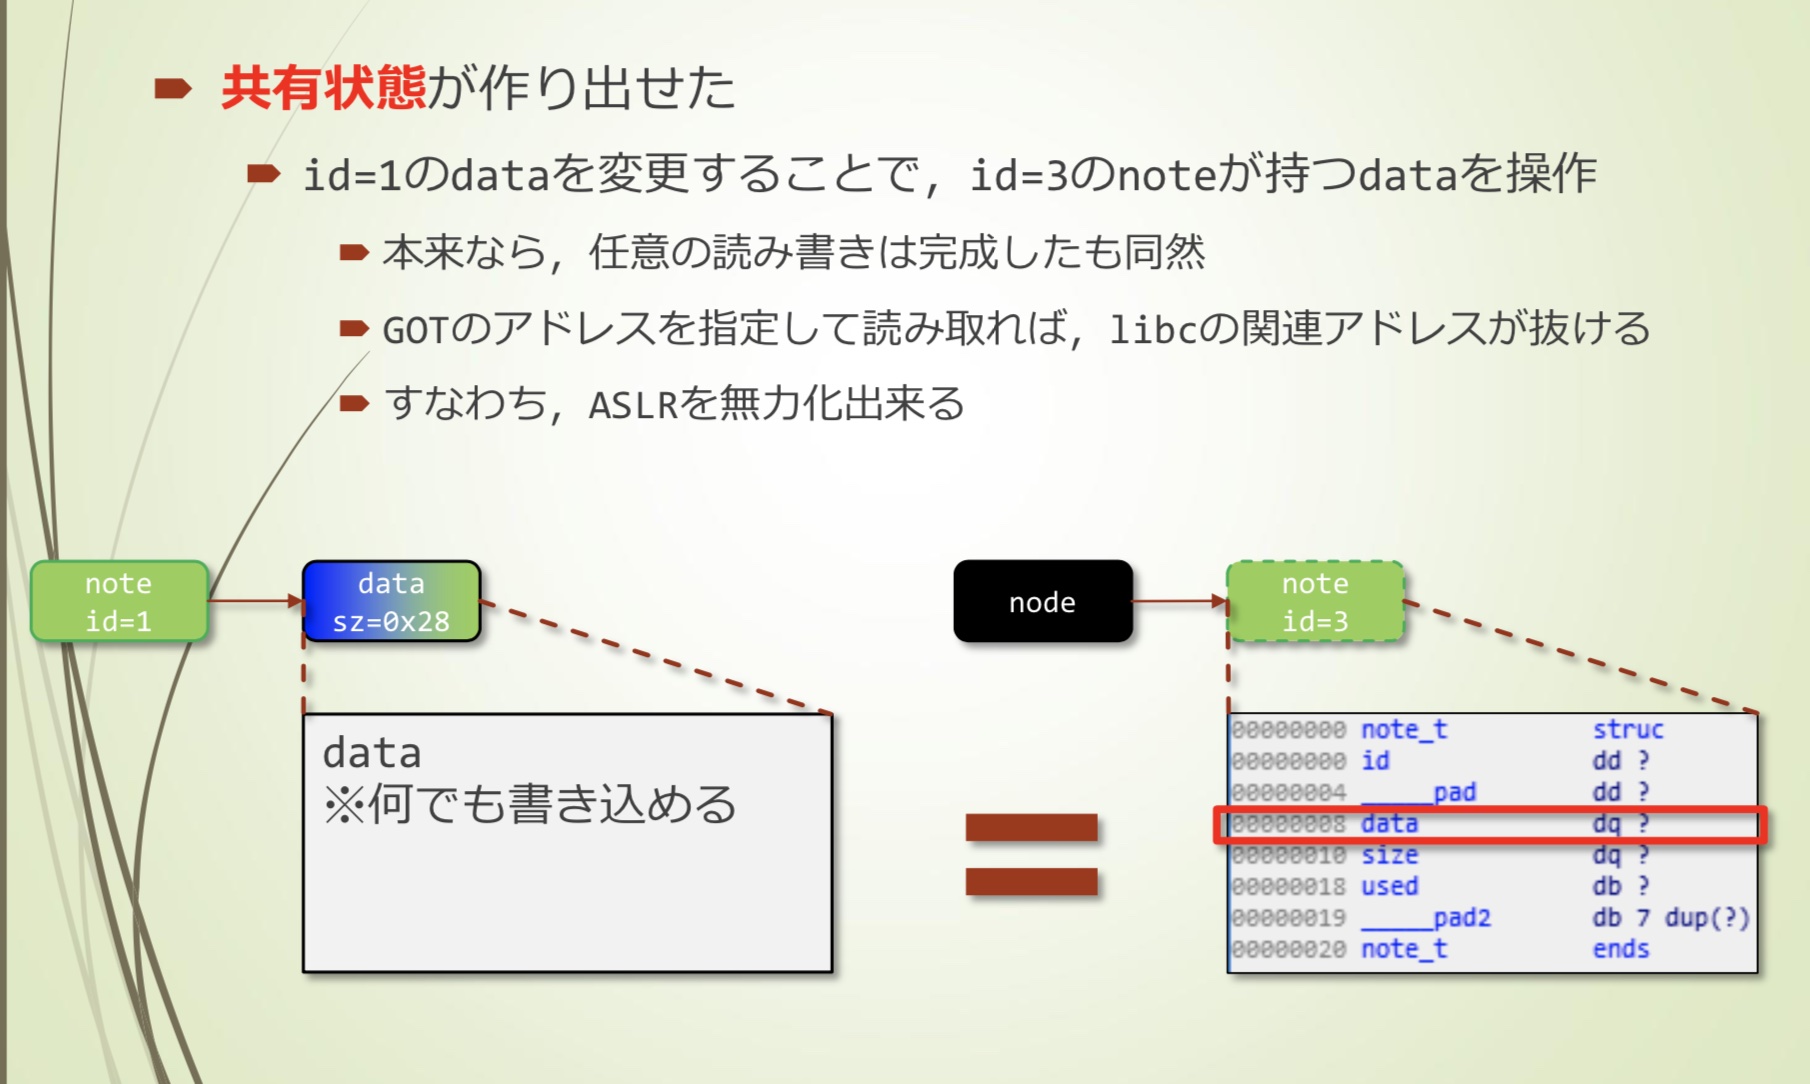 共有状態が作り出せた
id=1のdataを変更することで，id=3のnoteが持つdataを操作
本来なら，任意の読み書きは完成したも同然
GOTのアドレスを指定して読み取れば，libcの関連アドレスが抜ける
すなわち，ASLRを無力化出来る
note
id=1
data
sz=0x28
node
note
id=3
data
※何でも書き込める
00000000 note_t struc
00000000 id dd ?
00000004 _____pad dd ?
00000008 data dq ?
00000010 size dq ?
00000018 used db ?
00000019 _____pad2 db 7 dup(?)
00000020 note_t ends